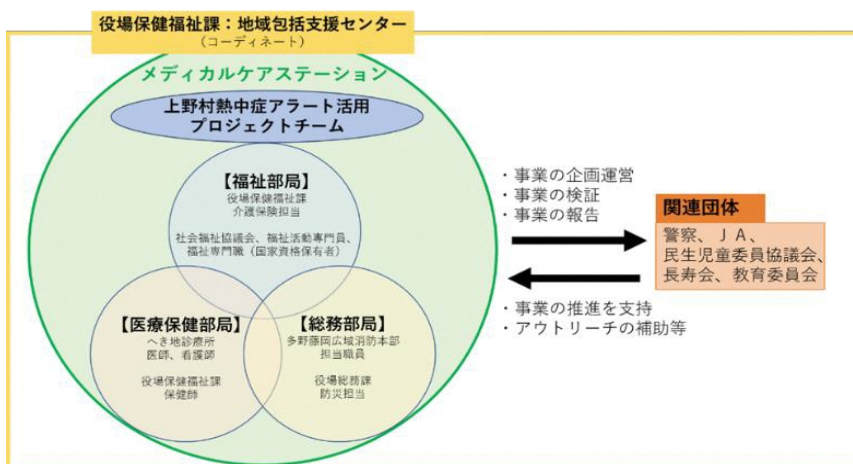 役場保健福祉課：地域包括支援センター
（コーディネート）
メディカルケアステーション
上野村熱中症アラート活用
プロジェクトチーム
【福祉部局】
役場保健福祉課
介護保険担当
社会福祉協議会、福祉活動専門員、
福祉専門職（国家資格保有者）
【医療保健部局】
へき地診療所
医師、看護師
役場保健福祉課
保健師
【総務部局】
多野藤岡広域消防本部
担当職員
役場総務課
防災担当
・事業の企画運営
・事業の検証
・事業の報告
・事業の推進を支持
・アウトリーチの補助等
関連団体
警察、ＪＡ、
民生児童委員協議会、
長寿会、教育委員会